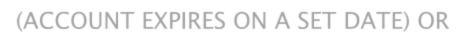 (ACCOUNT EXPIRES ON A SET DATE) OR